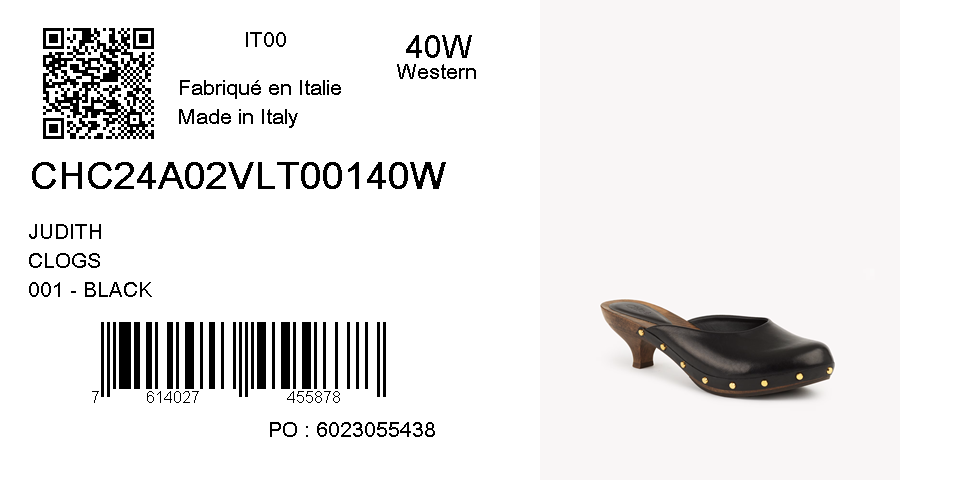 IT00
40W
Western
Fabriqué en Italie
Made in Italy
CHC24A02VLT00140W
JUDITH
CLOGS
001 - BLACK
7 614027 455878
PO : 6023055438